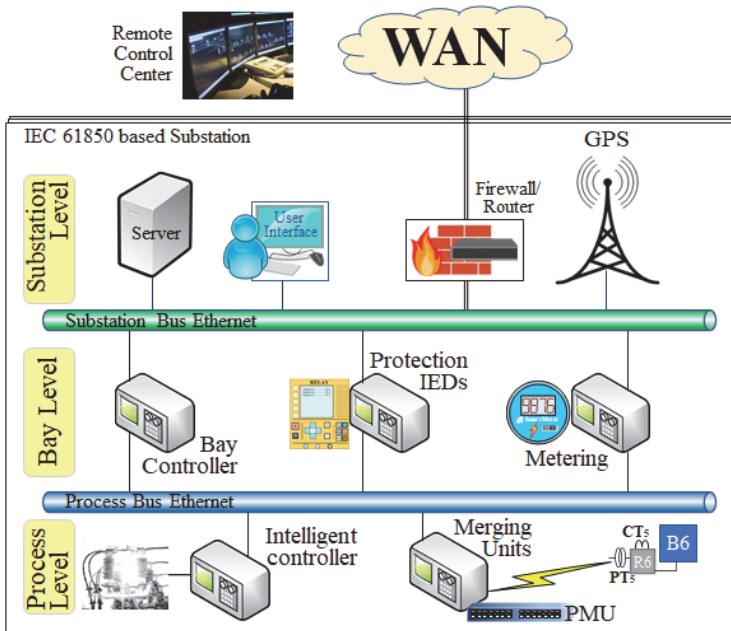 Remote
Control
Center
WAN
IEC 61850 based Substation
GPS
Substation
Level
Server
User
Interface
Firewall/
Router
Substation Bus Ethernet
Bay Level
RELAY
Protection
IEDs
Bay
Controller
3876
Metering
Process Bus Ethernet
Process
Level
Intelligent
controller
Merging
Units
CT5
R6
B6
PT5
PMU